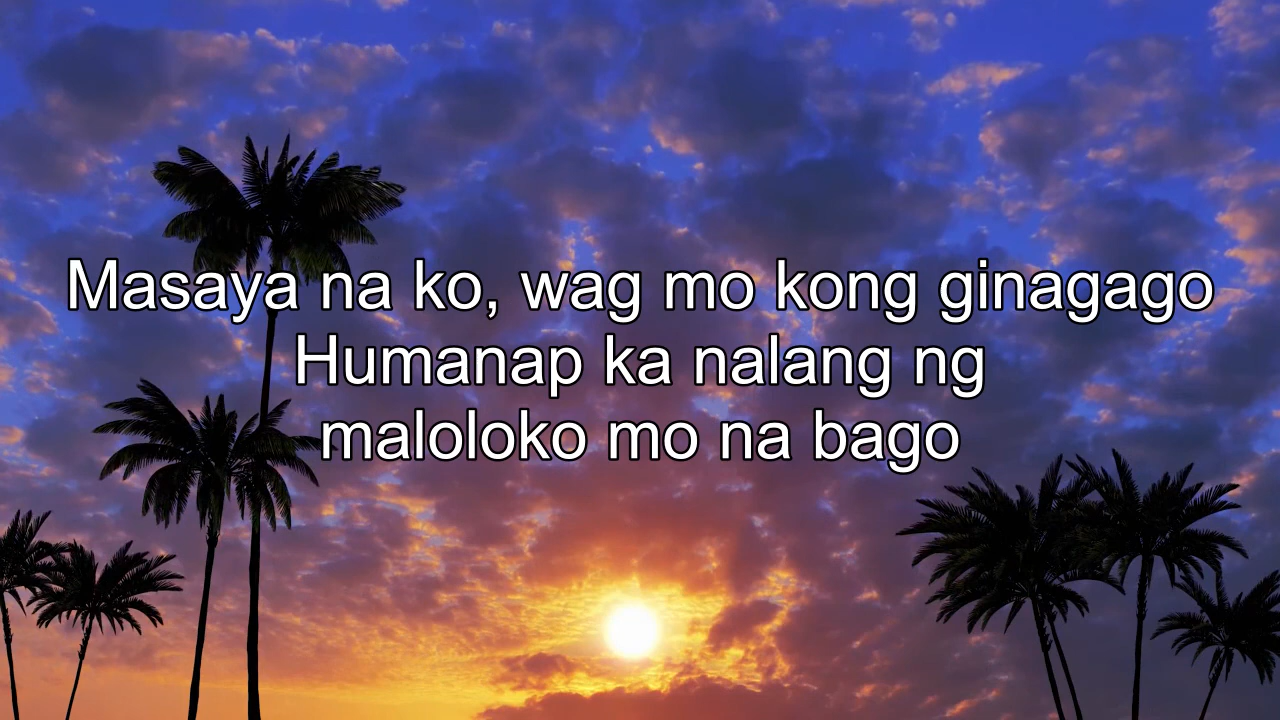 Masaya na ko, wag mo kong ginagago
Humanap ka nalang ng
maloloko mo na bago